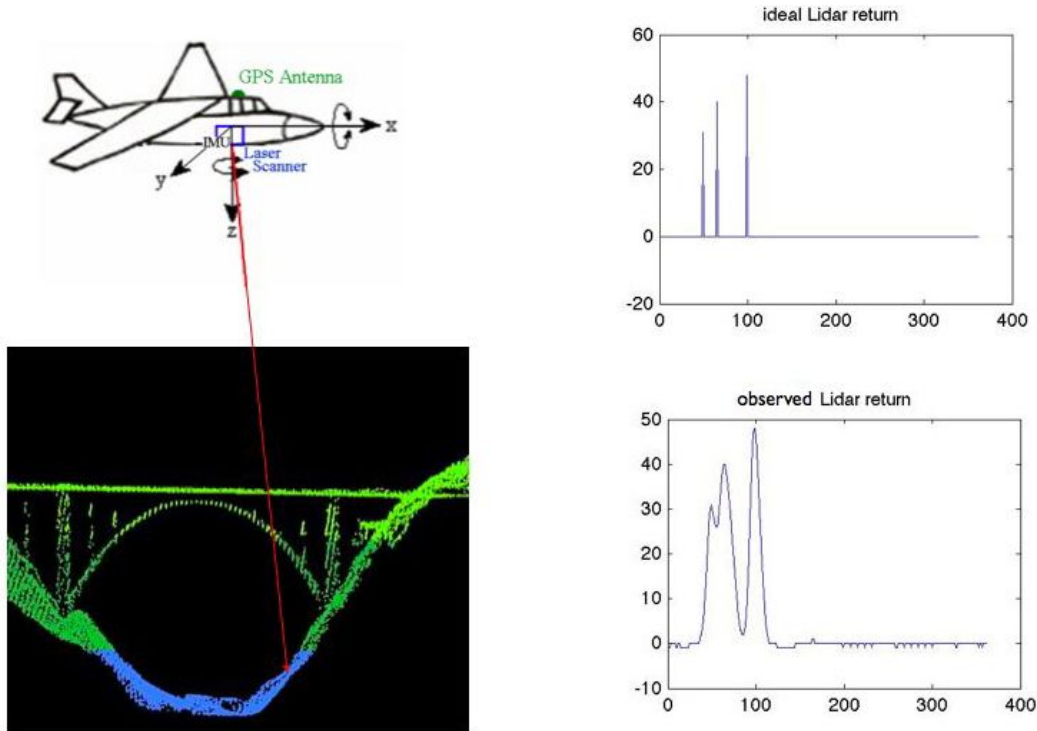 GPS Antenna
x
IMU
Laser
Scanner
y
z
ideal Lidar return
60
40
20
0
-20
0 100 200 300 400
observed Lidar return
50
40
30
20
10
0
-10
0 100 200 300 400